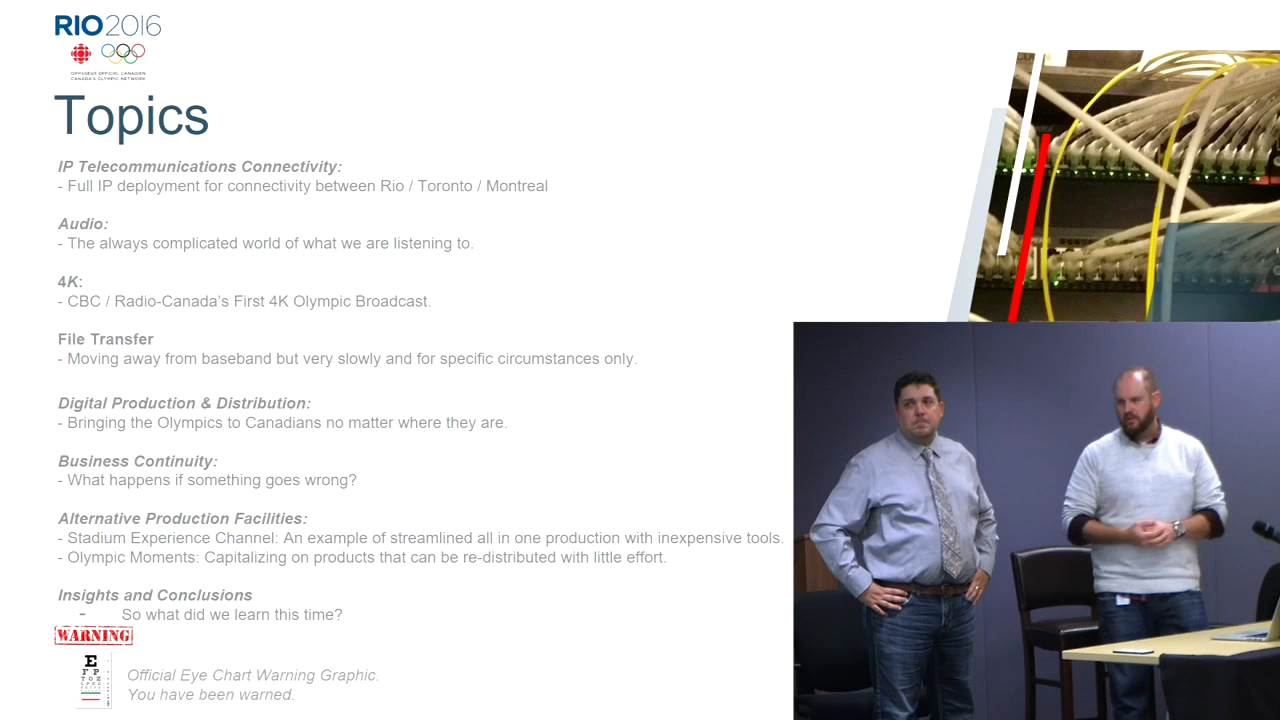 RIO2016
DIFFUSEUR OFFICIEL CANADIEN
CANADA'S OLYMPIC NETWORK
Topics
IP Telecommunications Connectivity:
- Full IP deployment for connectivity between Rio / Toronto / Montreal
Audio:
- The always complicated world of what we are listening to.
4K:
- CBC / Radio-Canada's First 4K Olympic Broadcast.
File Transfer
- Moving away from baseband but very slowly and for specific circumstances only.
Digital Production & Distribution:
- Bringing the Olympics to Canadians no matter where they are.
Business Continuity:
- What happens if something goes wrong?
Alternative Production Facilities:
- Stadium Experience Channel: An example of streamlined all in one production with inexpensive tools.
- Olympic Moments: Capitalizing on products that can be re-distributed with little effort.
Insights and Conclusions
- So what did we learn this time?
WARNING
E
F P
T O Z
Official Eye Chart Warning Graphic.
You have been warned.